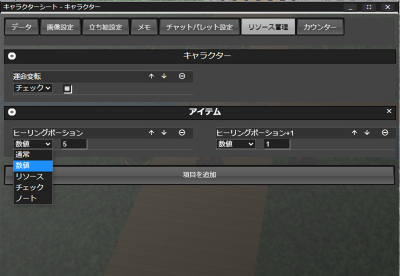 キャラクターシート - キャラクター
データ 画像設定 立ち絵設定 メモ チャットパレット設定 リソース管理 カウンター
キャラクター
運命変転
チェック
アイテム
ヒーリングポーション ヒーリングポーション+1
数値 5 数値 1
通常
数値
リソース
チェック
ノート
項目を追加